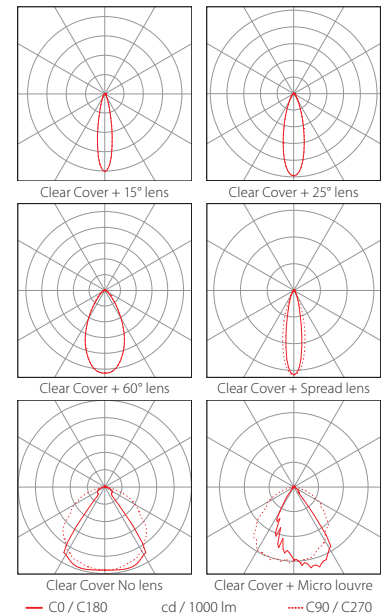 Clear Cover + 15° lens
Clear Cover + 25° lens
Clear Cover + 60° lens
Clear Cover + Spread lens
Clear Cover No lens
Clear Cover + Micro louvre
C0 / C180 cd / 1000 lm C90 / C270